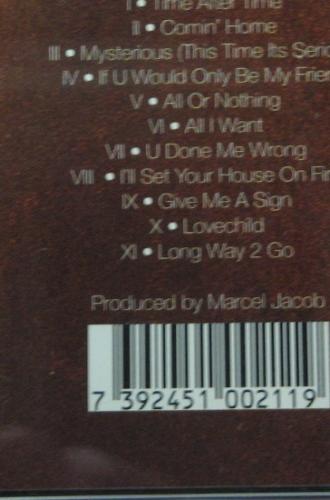 I • Time After Time
II • Comin' Home
III • Mysterious (This Time Its Serio
IV • If U Would Only Be My Frien
V • All Or Nothing
VI • All I Want
VII • U Done Me Wrong
VIII • I'll Set Your House On Fir
IX • Give Me A Sign
X • Lovechild
XI • Long Way 2 Go
Produced by Marcel Jacob
7 392451 002119